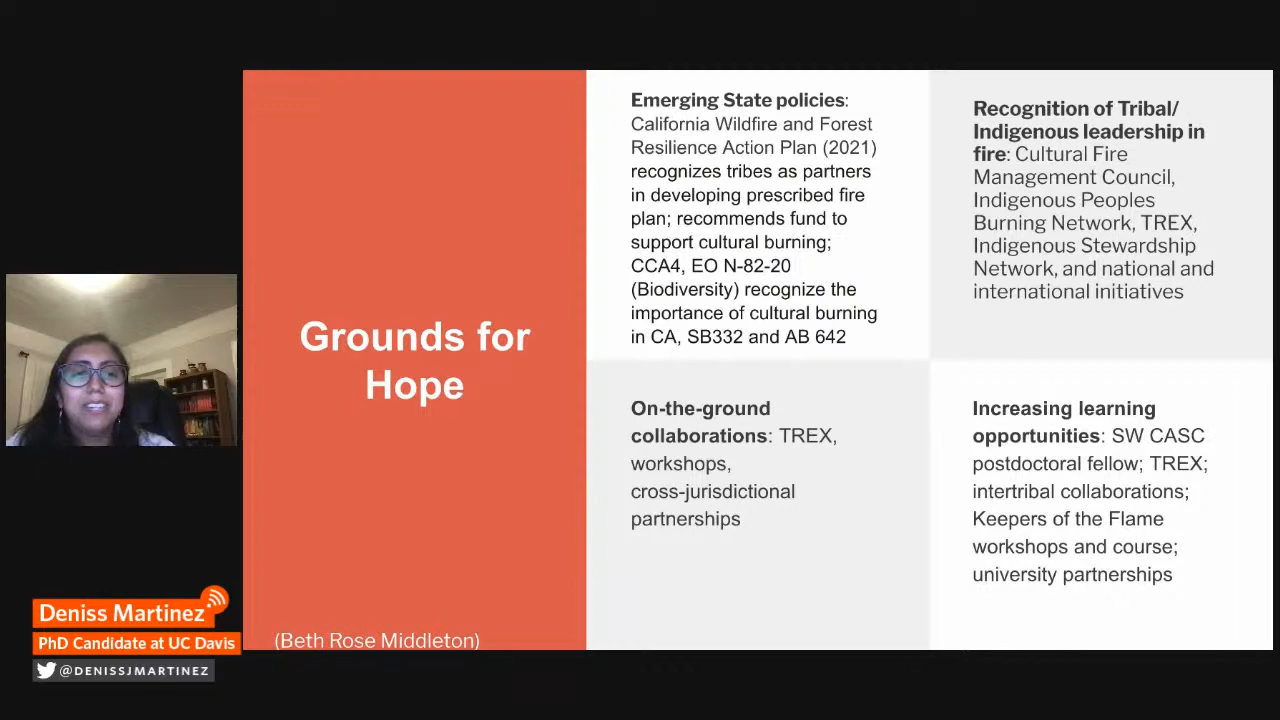 Grounds for
Hope
(Beth Rose Middleton)
Emerging State policies:
California Wildfire and Forest
Resilience Action Plan (2021)
recognizes tribes as partners
in developing prescribed fire
plan; recommends fund to
support cultural burning;
CCA4, EO N-82-20
(Biodiversity) recognize the
importance of cultural burning
in CA, SB332 and AB 642
Recognition of Tribal/
Indigenous leadership in
fire: Cultural Fire
Management Council,
Indigenous Peoples
Burning Network, TREX,
Indigenous Stewardship
Network, and national and
international initiatives
On-the-ground
collaborations: TREX,
workshops,
cross-jurisdictional
partnerships
Increasing learning
opportunities: SW CASC
postdoctoral fellow; TREX;
intertribal collaborations;
Keepers of the Flame
workshops and course;
university partnerships
Deniss Martinez
PhD Candidate at UC Davis
@DENISSJMARTINEZ